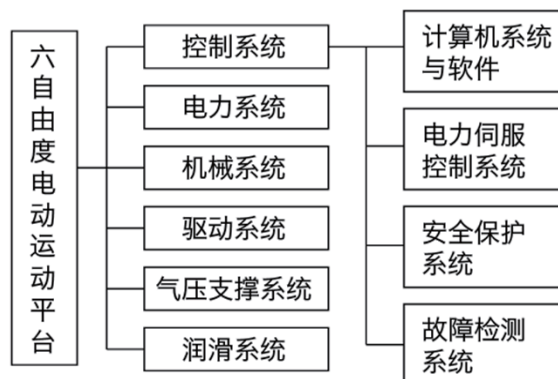 六自由度电动运动平台
控制系统
电力系统
机械系统
驱动系统
气压支撑系统
润滑系统
计算机系统
与软件
电力伺服
控制系统
安全保护
系统
故障检测
系统